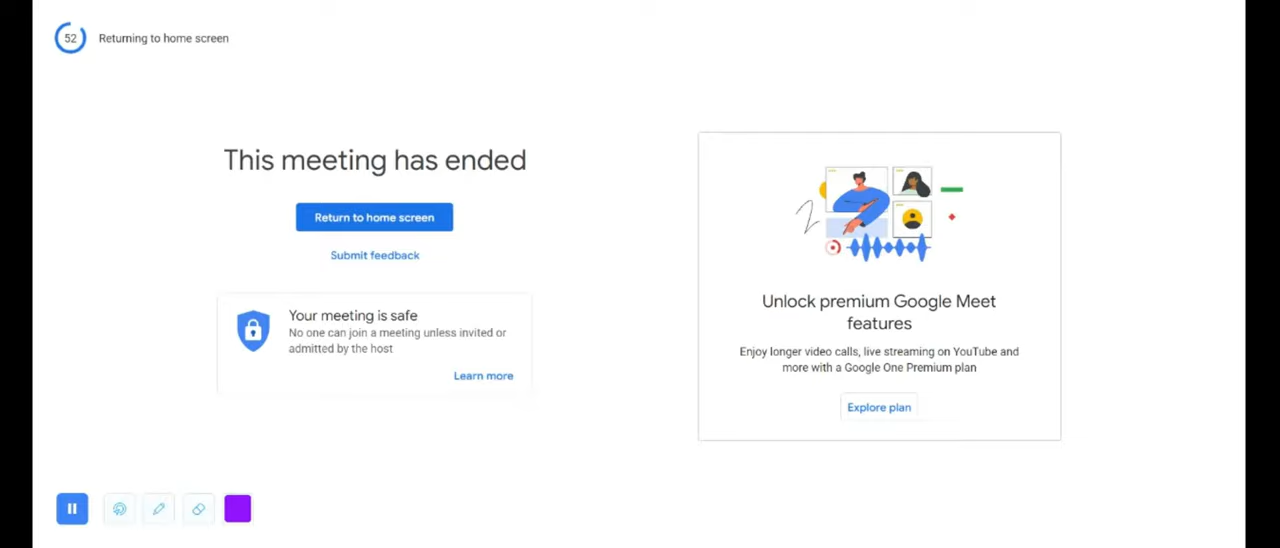 52 Returning to home screen
This meeting has ended
Return to home screen
Submit feedback
Your meeting is safe
No one can join a meeting unless invited or
admitted by the host
Learn more
Unlock premium Google Meet
features
Enjoy longer video calls, live streaming on YouTube and
more with a Google One Premium plan
Explore plan